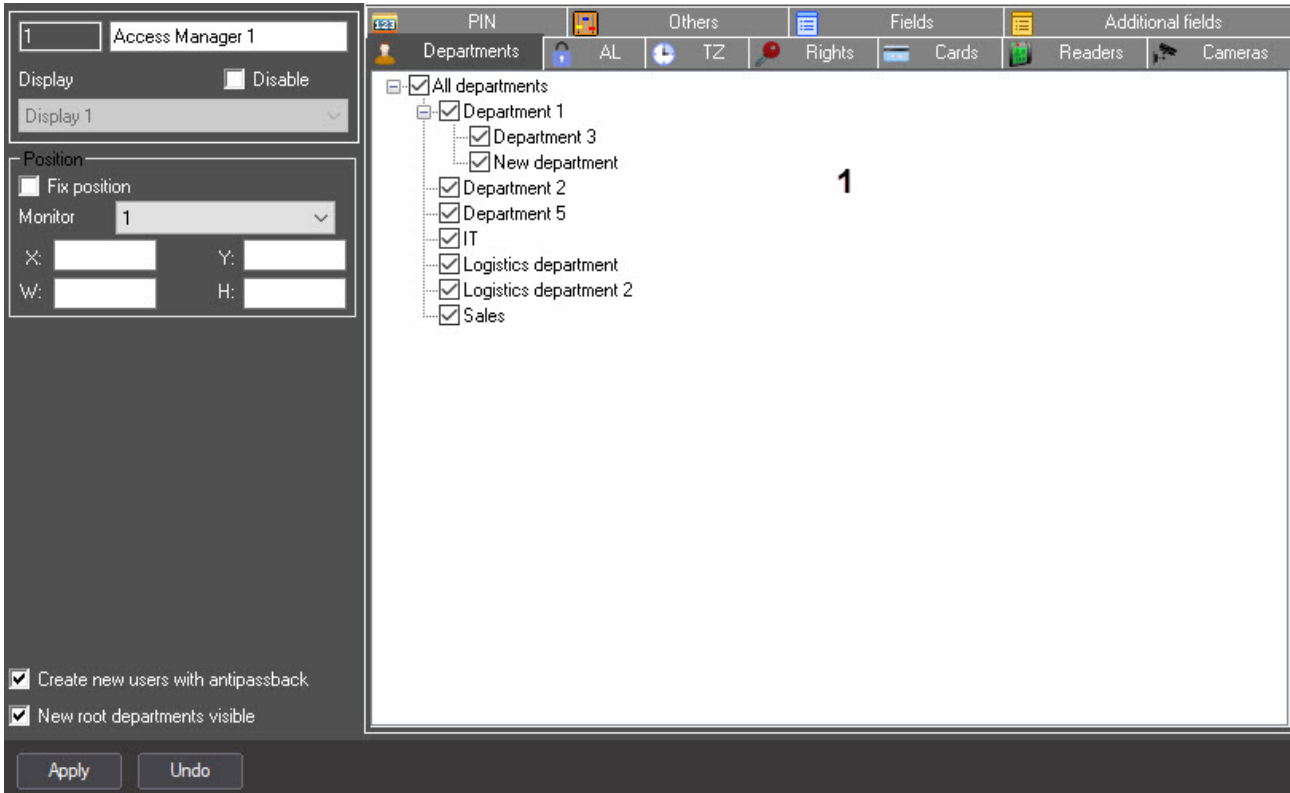 1 Access Manager 1
Display Disable
Display 1
Position
Fix position
Monitor 1
X: Y:
W: H:
Create new users with antipassback
New root departments visible
Apply Undo
123 PIN Others Fields Additional fields
Departments AL TZ Rights Cards Readers Cameras
All departments
Department 1
Department 3
New department
Department 2
Department 5
IT
Logistics department
Logistics department 2
Sales
1